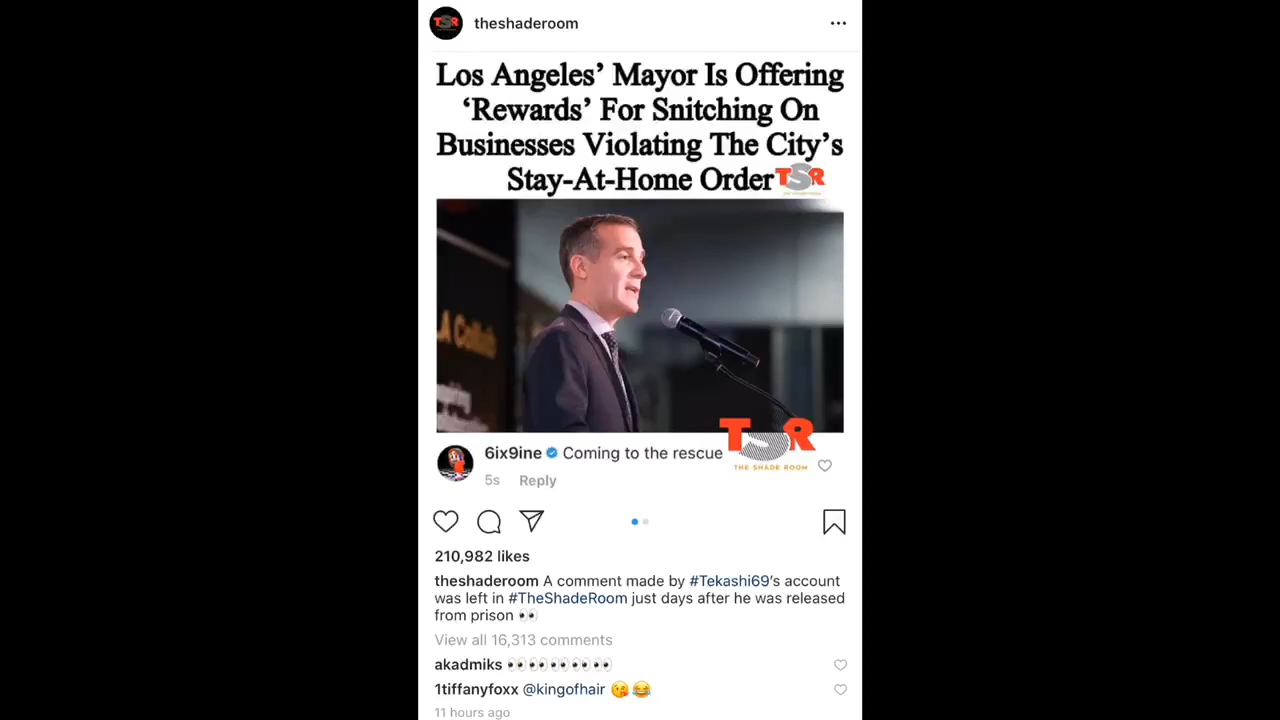 TSR
theshaderoom
Los Angeles’ Mayor Is Offering
‘Rewards’ For Snitching On
Businesses Violating The City’s
Stay-At-Home Order
TSR
6ix9ine Coming to the rescue
TSR
THE SHADE ROOM
5s Reply
210,982 likes
theshaderoom A comment made by #Tekashi69's account
was left in #TheShadeRoom just days after he was released
from prison 👀
View all 16,313 comments
akadmiks 👀👀👀👀👀
1tiffanyfoxx @kingofhair 😘😂
11 hours ago